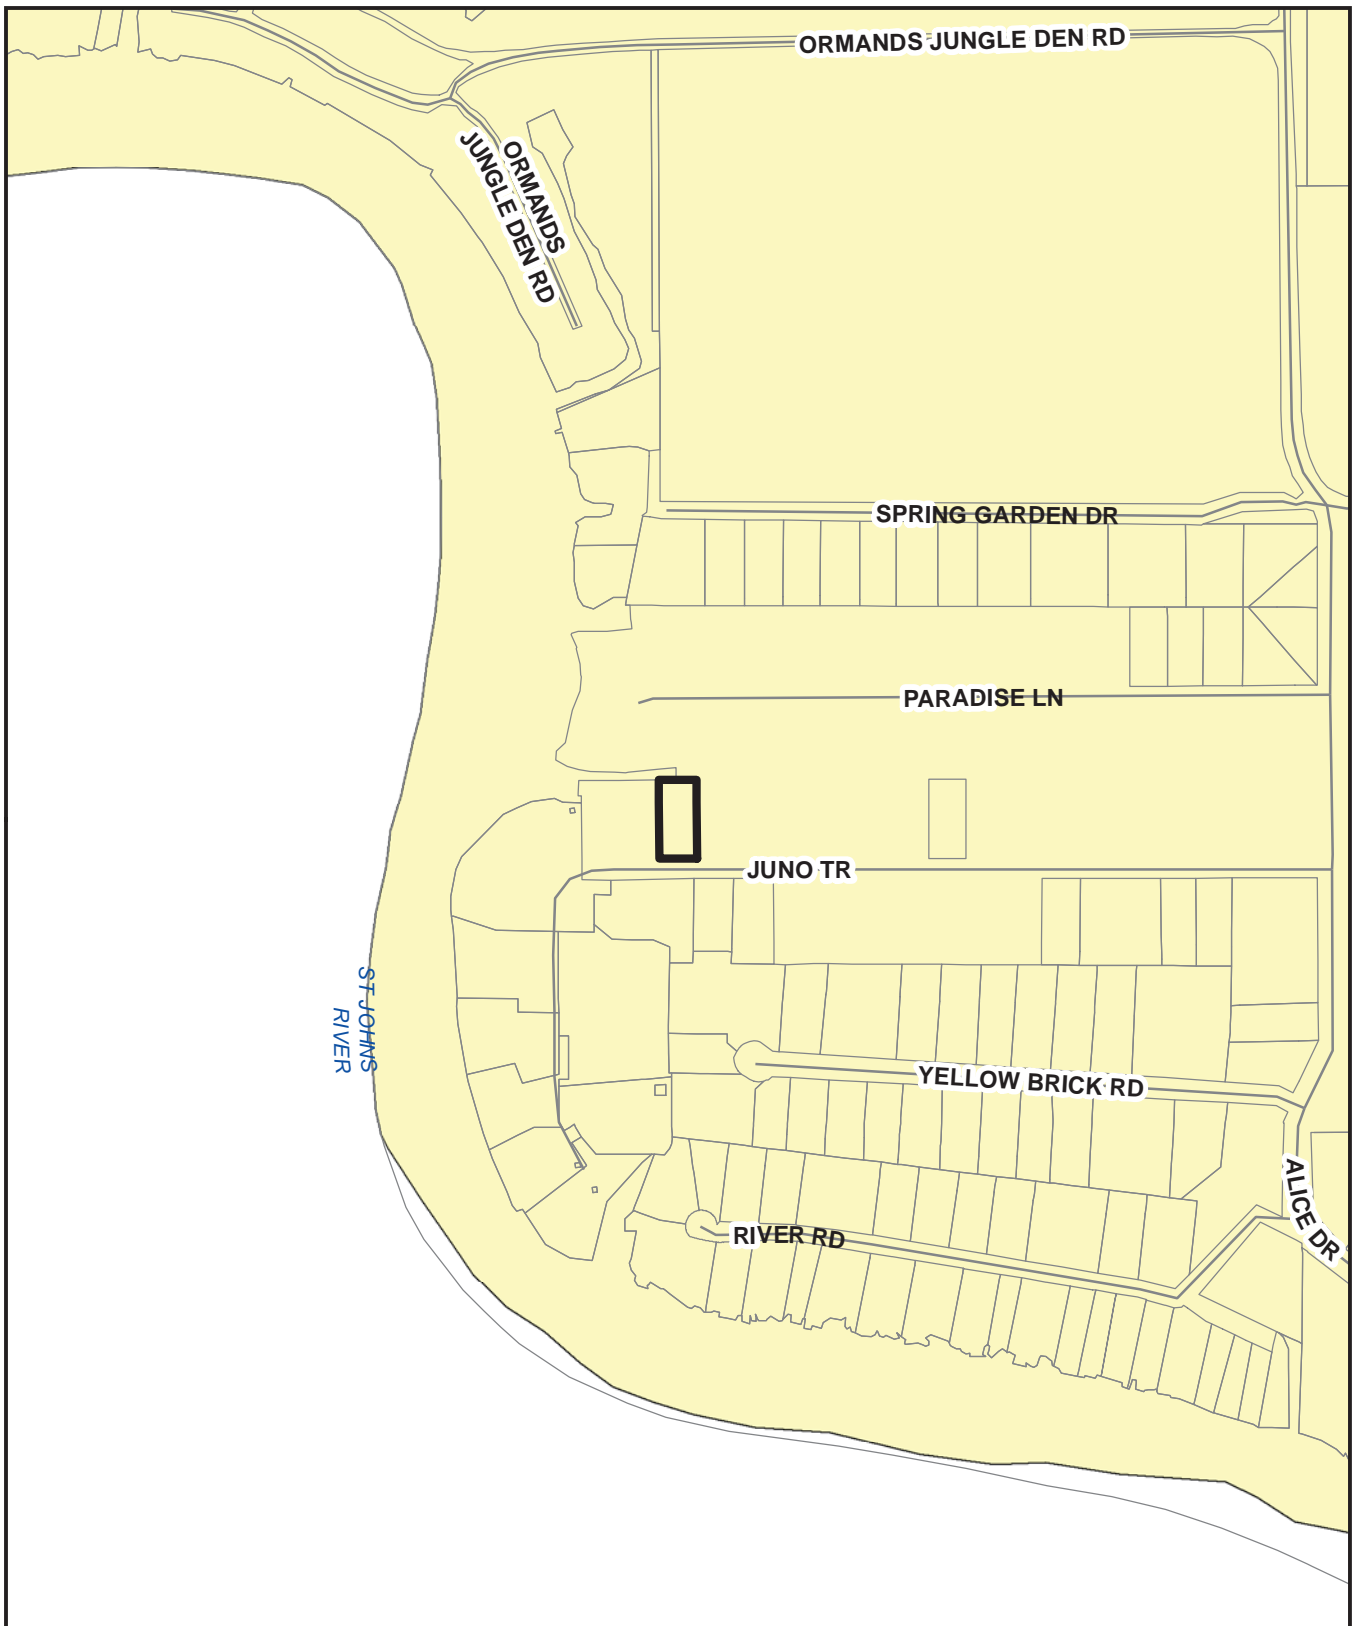 ORMANDS JUNGLE DEN RD
ORMANDS
JUNGLE DEN RD
SPRING GARDEN DR
PARADISE LN
JUNO TR
ST JOHNS
RIVER
YELLOW BRICK RD
ALICE DR
RIVER RD